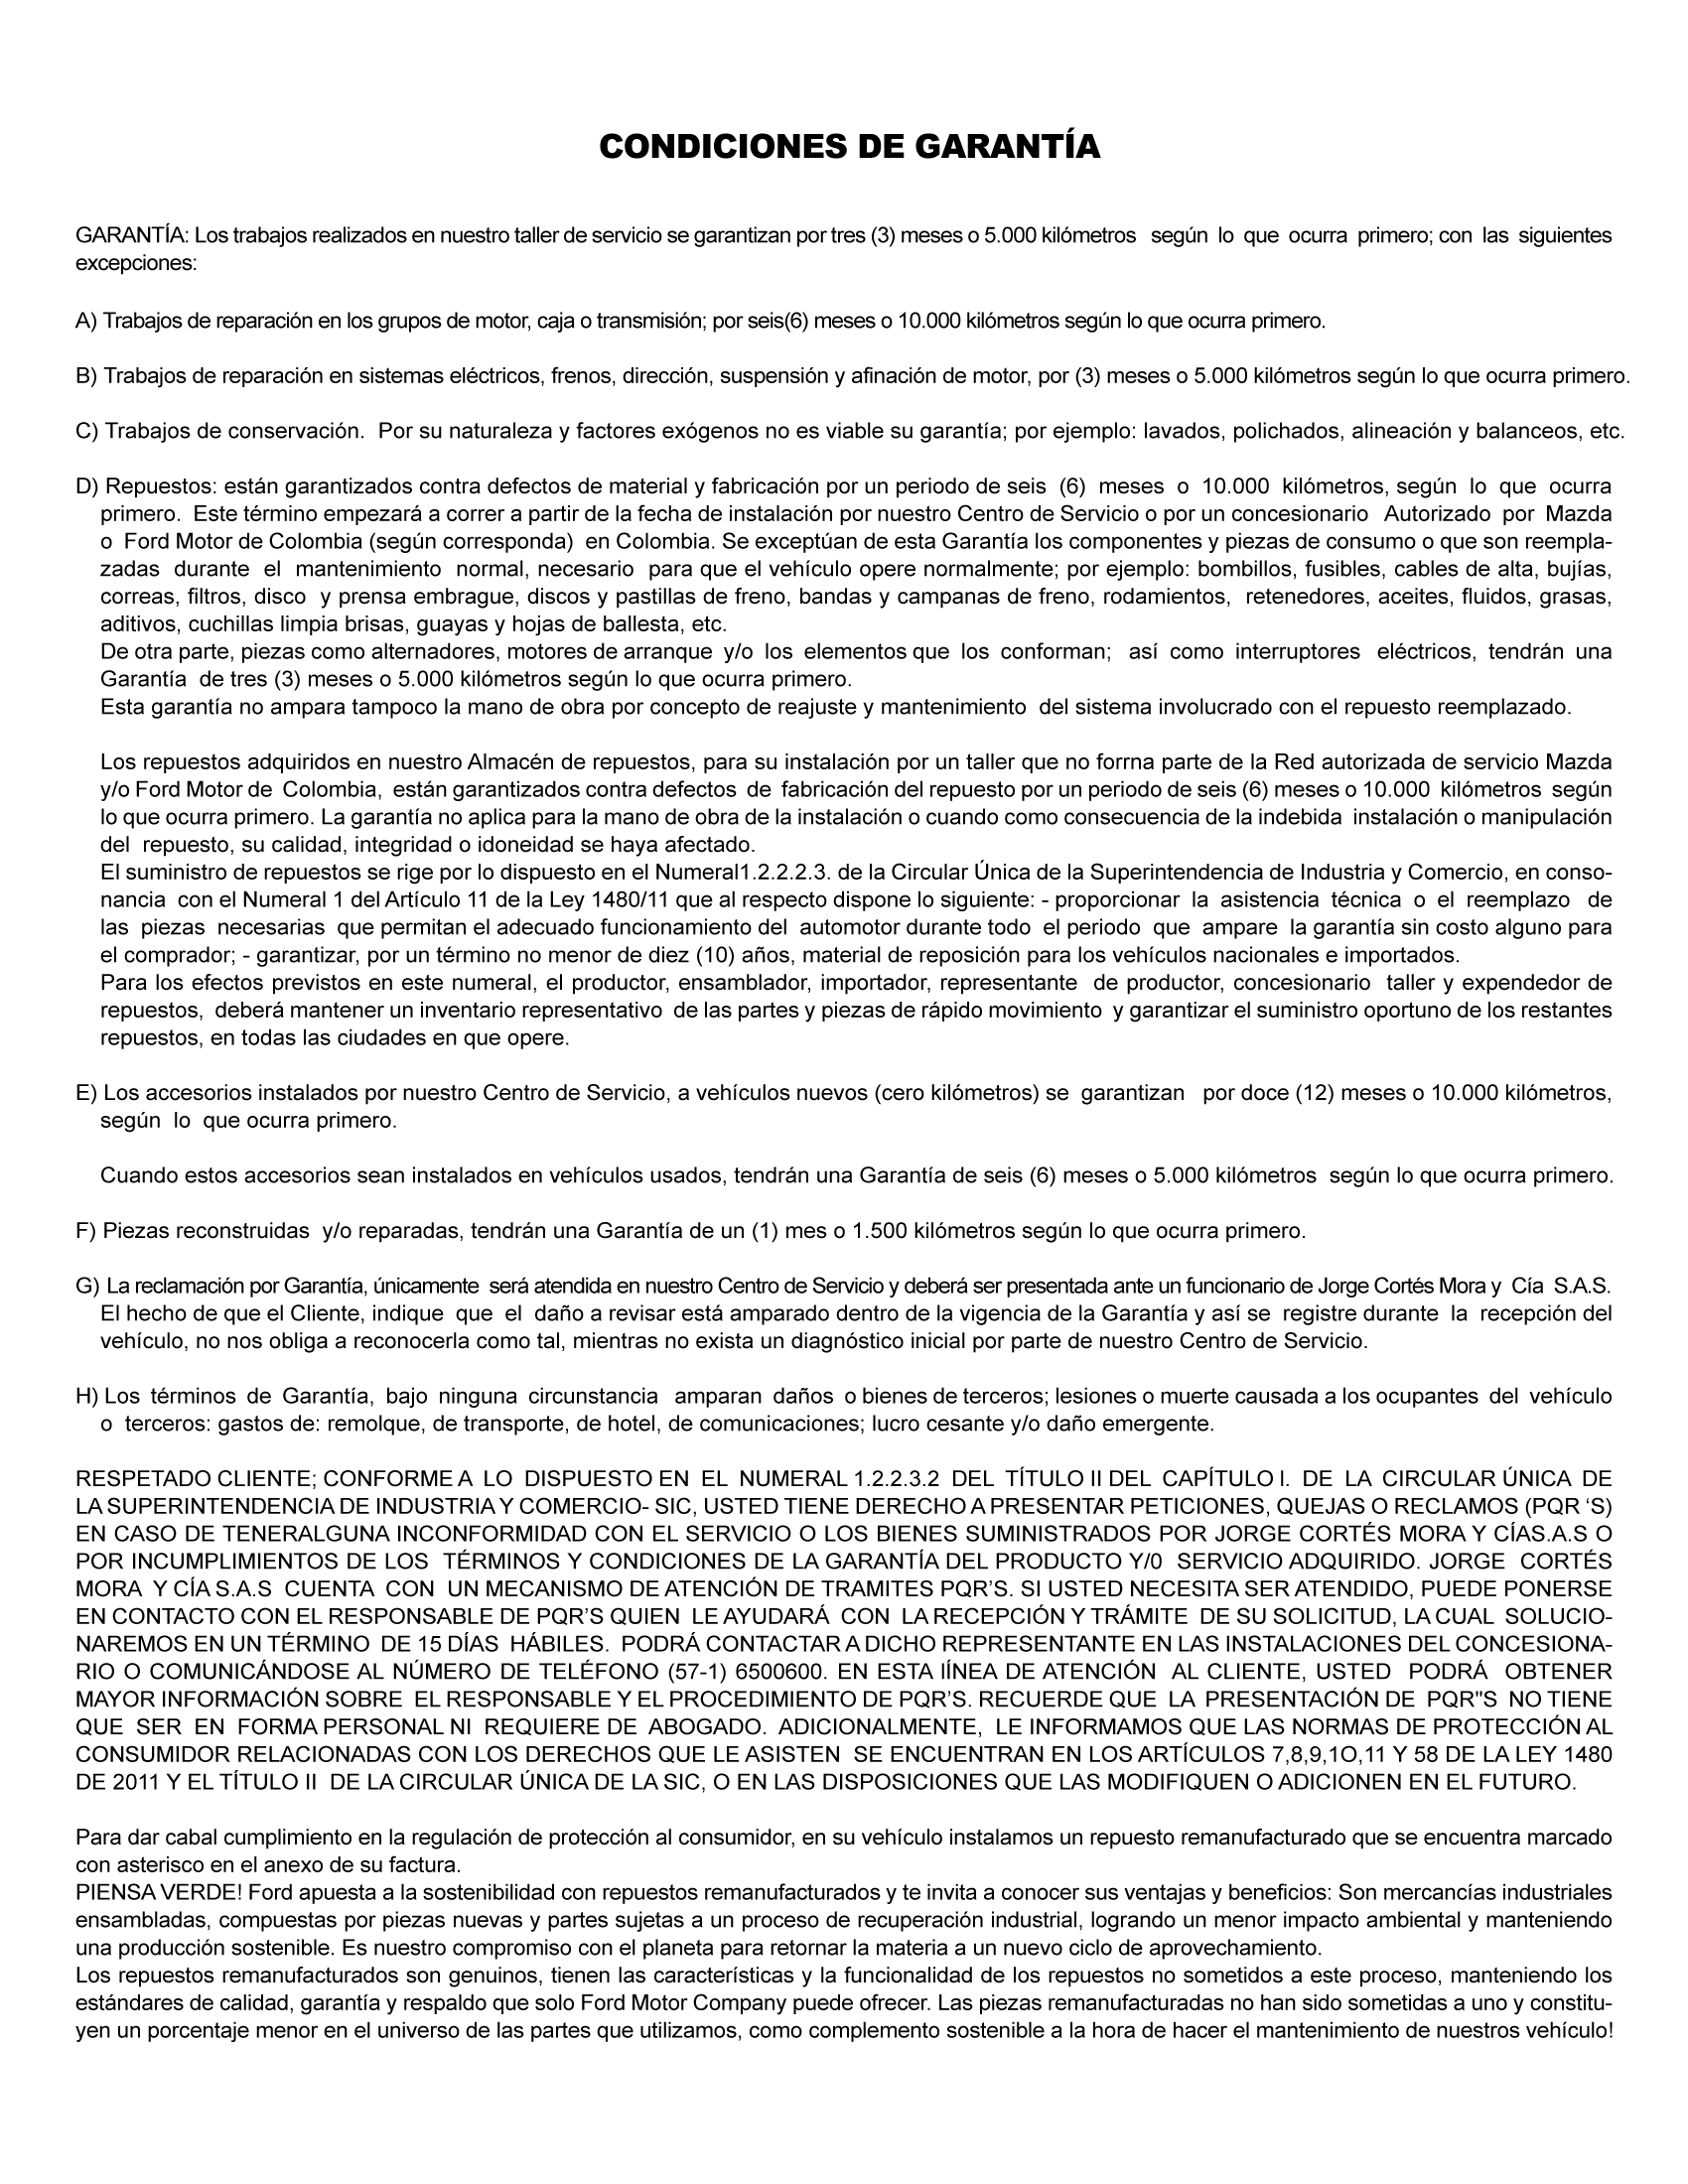 CONDICIONES DE GARANTÍA
GARANTÍA: Los trabajos realizados en nuestro taller de servicio se garantizan por tres (3) meses o 5.000 kilómetros según lo que ocurra primero; con las siguientes
excepciones:
A) Trabajos de reparación en los grupos de motor, caja o transmisión; por seis(6) meses o 10.000 kilómetros según lo que ocurra primero.
B) Trabajos de reparación en sistemas eléctricos, frenos, dirección, suspensión y afinación de motor, por (3) meses o 5.000 kilómetros según lo que ocurra primero.
C) Trabajos de conservación. Por su naturaleza y factores exógenos no es viable su garantía; por ejemplo: lavados, polichados, alineación y balanceos, etc.
D) Repuestos: están garantizados contra defectos de material y fabricación por un periodo de seis (6) meses o 10.000 kilómetros, según lo que ocurra
primero. Este término empezará a correr a partir de la fecha de instalación por nuestro Centro de Servicio o por un concesionario Autorizado por Mazda
o Ford Motor de Colombia (según corresponda) en Colombia. Se exceptúan de esta Garantía los componentes y piezas de consumo o que son reempla-
zadas durante el mantenimiento normal, necesario para que el vehículo opere normalmente; por ejemplo: bombillos, fusibles, cables de alta, bujías,
correas, filtros, disco y prensa embrague, discos y pastillas de freno, bandas y campanas de freno, rodamientos, retenedores, aceites, fluidos, grasas,
aditivos, cuchillas limpia brisas, guayas y hojas de ballesta, etc.
De otra parte, piezas como alternadores, motores de arranque y/o los elementos que los conforman; así como interruptores eléctricos, tendrán una
Garantía de tres (3) meses o 5.000 kilómetros según lo que ocurra primero.
Esta garantía no ampara tampoco la mano de obra por concepto de reajuste y mantenimiento del sistema involucrado con el repuesto reemplazado.
Los repuestos adquiridos en nuestro Almacén de repuestos, para su instalación por un taller que no forrna parte de la Red autorizada de servicio Mazda
y/o Ford Motor de Colombia, están garantizados contra defectos de fabricación del repuesto por un periodo de seis (6) meses o 10.000 kilómetros según
lo que ocurra primero. La garantía no aplica para la mano de obra de la instalación o cuando como consecuencia de la indebida instalación o manipulación
del repuesto, su calidad, integridad o idoneidad se haya afectado.
El suministro de repuestos se rige por lo dispuesto en el Numeral1.2.2.2.3. de la Circular Única de la Superintendencia de Industria y Comercio, en conso-
nancia con el Numeral 1 del Artículo 11 de la Ley 1480/11 que al respecto dispone lo siguiente: - proporcionar la asistencia técnica o el reemplazo de
las piezas necesarias que permitan el adecuado funcionamiento del automotor durante todo el periodo que ampare la garantía sin costo alguno para
el comprador; - garantizar, por un término no menor de diez (10) años, material de reposición para los vehículos nacionales e importados.
Para los efectos previstos en este numeral, el productor, ensamblador, importador, representante de productor, concesionario taller y expendedor de
repuestos, deberá mantener un inventario representativo de las partes y piezas de rápido movimiento y garantizar el suministro oportuno de los restantes
repuestos, en todas las ciudades en que opere.
E) Los accesorios instalados por nuestro Centro de Servicio, a vehículos nuevos (cero kilómetros) se garantizan por doce (12) meses o 10.000 kilómetros,
según lo que ocurra primero.
Cuando estos accesorios sean instalados en vehículos usados, tendrán una Garantía de seis (6) meses o 5.000 kilómetros según lo que ocurra primero.
F) Piezas reconstruidas y/o reparadas, tendrán una Garantía de un (1) mes o 1.500 kilómetros según lo que ocurra primero.
G) La reclamación por Garantía, únicamente será atendida en nuestro Centro de Servicio y deberá ser presentada ante un funcionario de Jorge Cortés Mora y Cía S.A.S.
El hecho de que el Cliente, indique que el daño a revisar está amparado dentro de la vigencia de la Garantía y así se registre durante la recepción del
vehículo, no nos obliga a reconocerla como tal, mientras no exista un diagnóstico inicial por parte de nuestro Centro de Servicio.
H) Los términos de Garantía, bajo ninguna circunstancia amparan daños o bienes de terceros; lesiones o muerte causada a los ocupantes del vehículo
o terceros: gastos de: remolque, de transporte, de hotel, de comunicaciones; lucro cesante y/o daño emergente.
RESPETADO CLIENTE; CONFORME A LO DISPUESTO EN EL NUMERAL 1.2.2.3.2 DEL TÍTULO II DEL CAPÍTULO I. DE LA CIRCULAR ÚNICA DE
LA SUPERINTENDENCIA DE INDUSTRIA Y COMERCIO- SIC, USTED TIENE DERECHO A PRESENTAR PETICIONES, QUEJAS O RECLAMOS (PQR ‘S)
EN CASO DE TENERALGUNA INCONFORMIDAD CON EL SERVICIO O LOS BIENES SUMINISTRADOS POR JORGE CORTÉS MORA Y CÍAS.A.S O
POR INCUMPLIMIENTOS DE LOS TÉRMINOS Y CONDICIONES DE LA GARANTÍA DEL PRODUCTO Y/0 SERVICIO ADQUIRIDO. JORGE CORTÉS
MORA Y CÍA S.A.S CUENTA CON UN MECANISMO DE ATENCIÓN DE TRAMITES PQR’S. SI USTED NECESITA SER ATENDIDO, PUEDE PONERSE
EN CONTACTO CON EL RESPONSABLE DE PQR’S QUIEN LE AYUDARÁ CON LA RECEPCIÓN Y TRÁMITE DE SU SOLICITUD, LA CUAL SOLUCIO-
NAREMOS EN UN TÉRMINO DE 15 DÍAS HÁBILES. PODRÁ CONTACTAR A DICHO REPRESENTANTE EN LAS INSTALACIONES DEL CONCESIONA-
RIO O COMUNICÁNDOSE AL NÚMERO DE TELÉFONO (57-1) 6500600. EN ESTA lÍNEA DE ATENCIÓN AL CLIENTE, USTED PODRÁ OBTENER
MAYOR INFORMACIÓN SOBRE EL RESPONSABLE Y EL PROCEDIMIENTO DE PQR’S. RECUERDE QUE LA PRESENTACIÓN DE PQR"S NO TIENE
QUE SER EN FORMA PERSONAL NI REQUIERE DE ABOGADO. ADICIONALMENTE, LE INFORMAMOS QUE LAS NORMAS DE PROTECCIÓN AL
CONSUMIDOR RELACIONADAS CON LOS DERECHOS QUE LE ASISTEN SE ENCUENTRAN EN LOS ARTÍCULOS 7,8,9,1O,11 Y 58 DE LA LEY 1480
DE 2011 Y EL TÍTULO II DE LA CIRCULAR ÚNICA DE LA SIC, O EN LAS DISPOSICIONES QUE LAS MODIFIQUEN O ADICIONEN EN EL FUTURO.
Para dar cabal cumplimiento en la regulación de protección al consumidor, en su vehículo instalamos un repuesto remanufacturado que se encuentra marcado
con asterisco en el anexo de su factura.
PIENSA VERDE! Ford apuesta a la sostenibilidad con repuestos remanufacturados y te invita a conocer sus ventajas y beneficios: Son mercancías industriales
ensambladas, compuestas por piezas nuevas y partes sujetas a un proceso de recuperación industrial, logrando un menor impacto ambiental y manteniendo
una producción sostenible. Es nuestro compromiso con el planeta para retornar la materia a un nuevo ciclo de aprovechamiento.
Los repuestos remanufacturados son genuinos, tienen las características y la funcionalidad de los repuestos no sometidos a este proceso, manteniendo los
estándares de calidad, garantía y respaldo que solo Ford Motor Company puede ofrecer. Las piezas remanufacturadas no han sido sometidas a uno y constitu-
yen un porcentaje menor en el universo de las partes que utilizamos, como complemento sostenible a la hora de hacer el mantenimiento de nuestros vehículo!